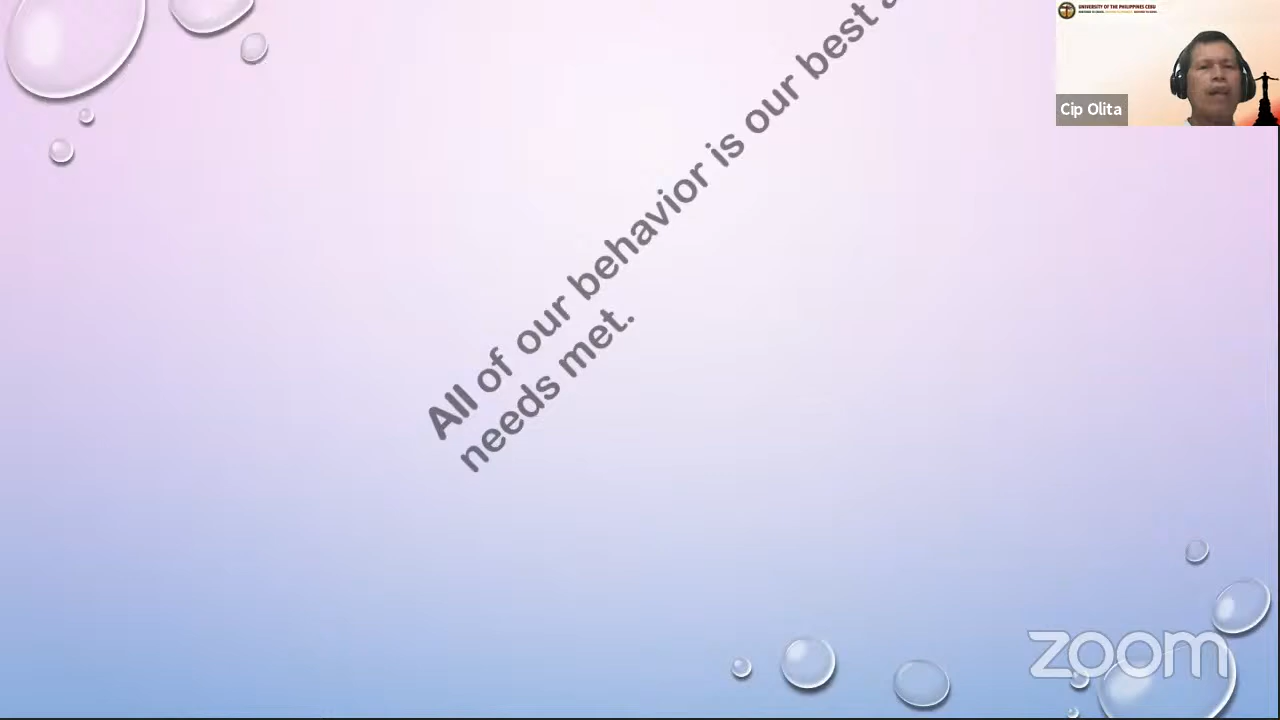 All of our behavior is our best
needs met.
UNIVERSITY OF THE PHILIPPINES CEBU
Cip Olita
zoom